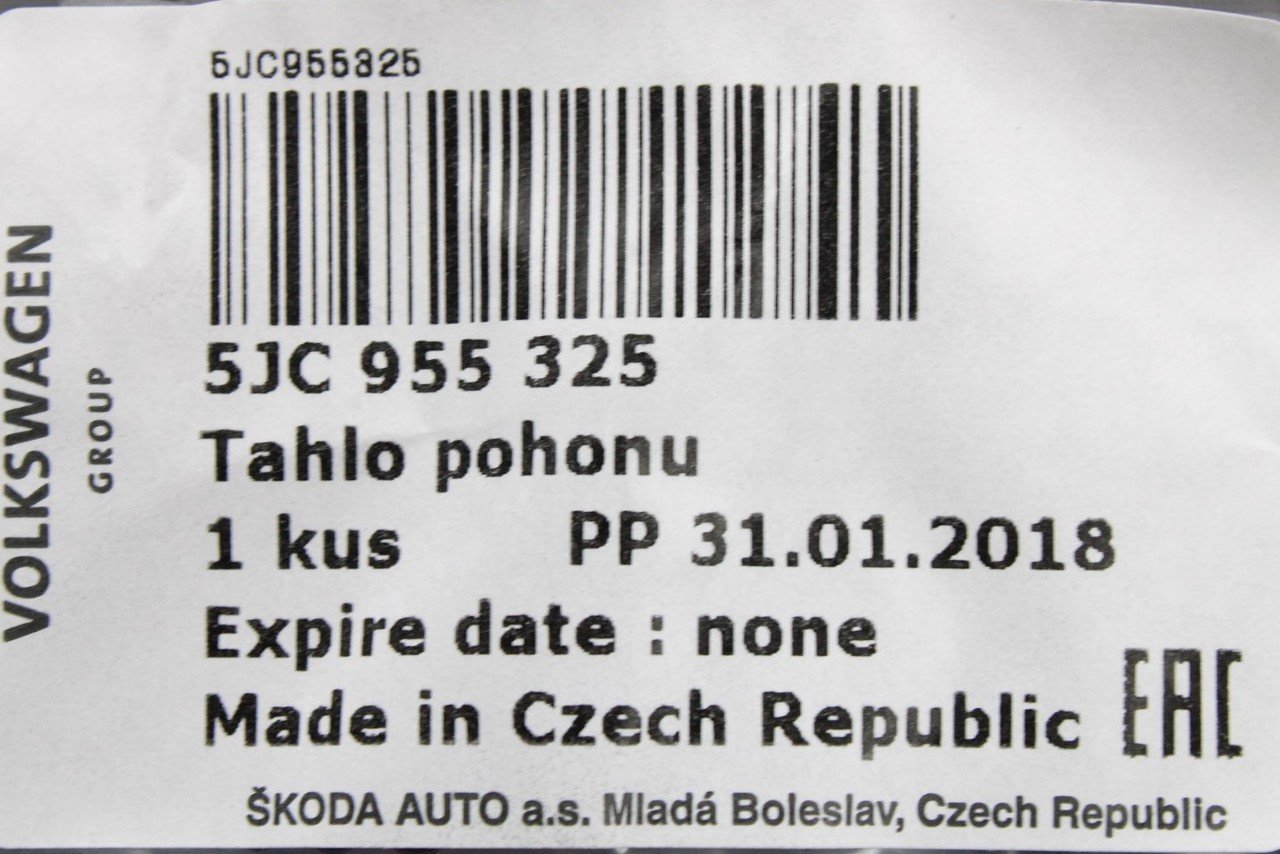 VOLKSWAGEN
GROUP
5JC955325
5JC 955 325
Tahlo pohonu
1 kus PP 31.01.2018
Expire date : none
Made in Czech Republic
EAC
ŠKODA AUTO a.s. Mladá Boleslav, Czech Republic